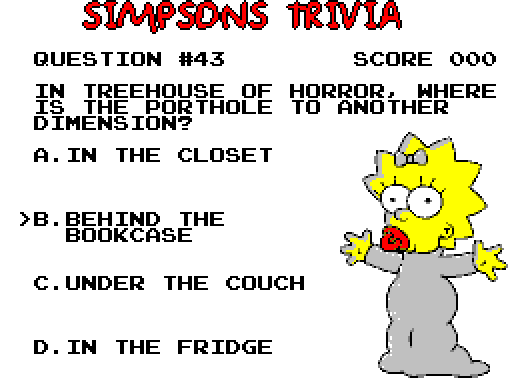 SIMPSONS TRIVIA
QUESTION #43 SCORE 000
IN TREEHOUSE OF HORROR, WHERE
IS THE PORTHOLE TO ANOTHER
DIMENSION?
A.IN THE CLOSET
>B.BEHIND THE
BOOKCASE
C.UNDER THE COUCH
D.IN THE FRIDGE